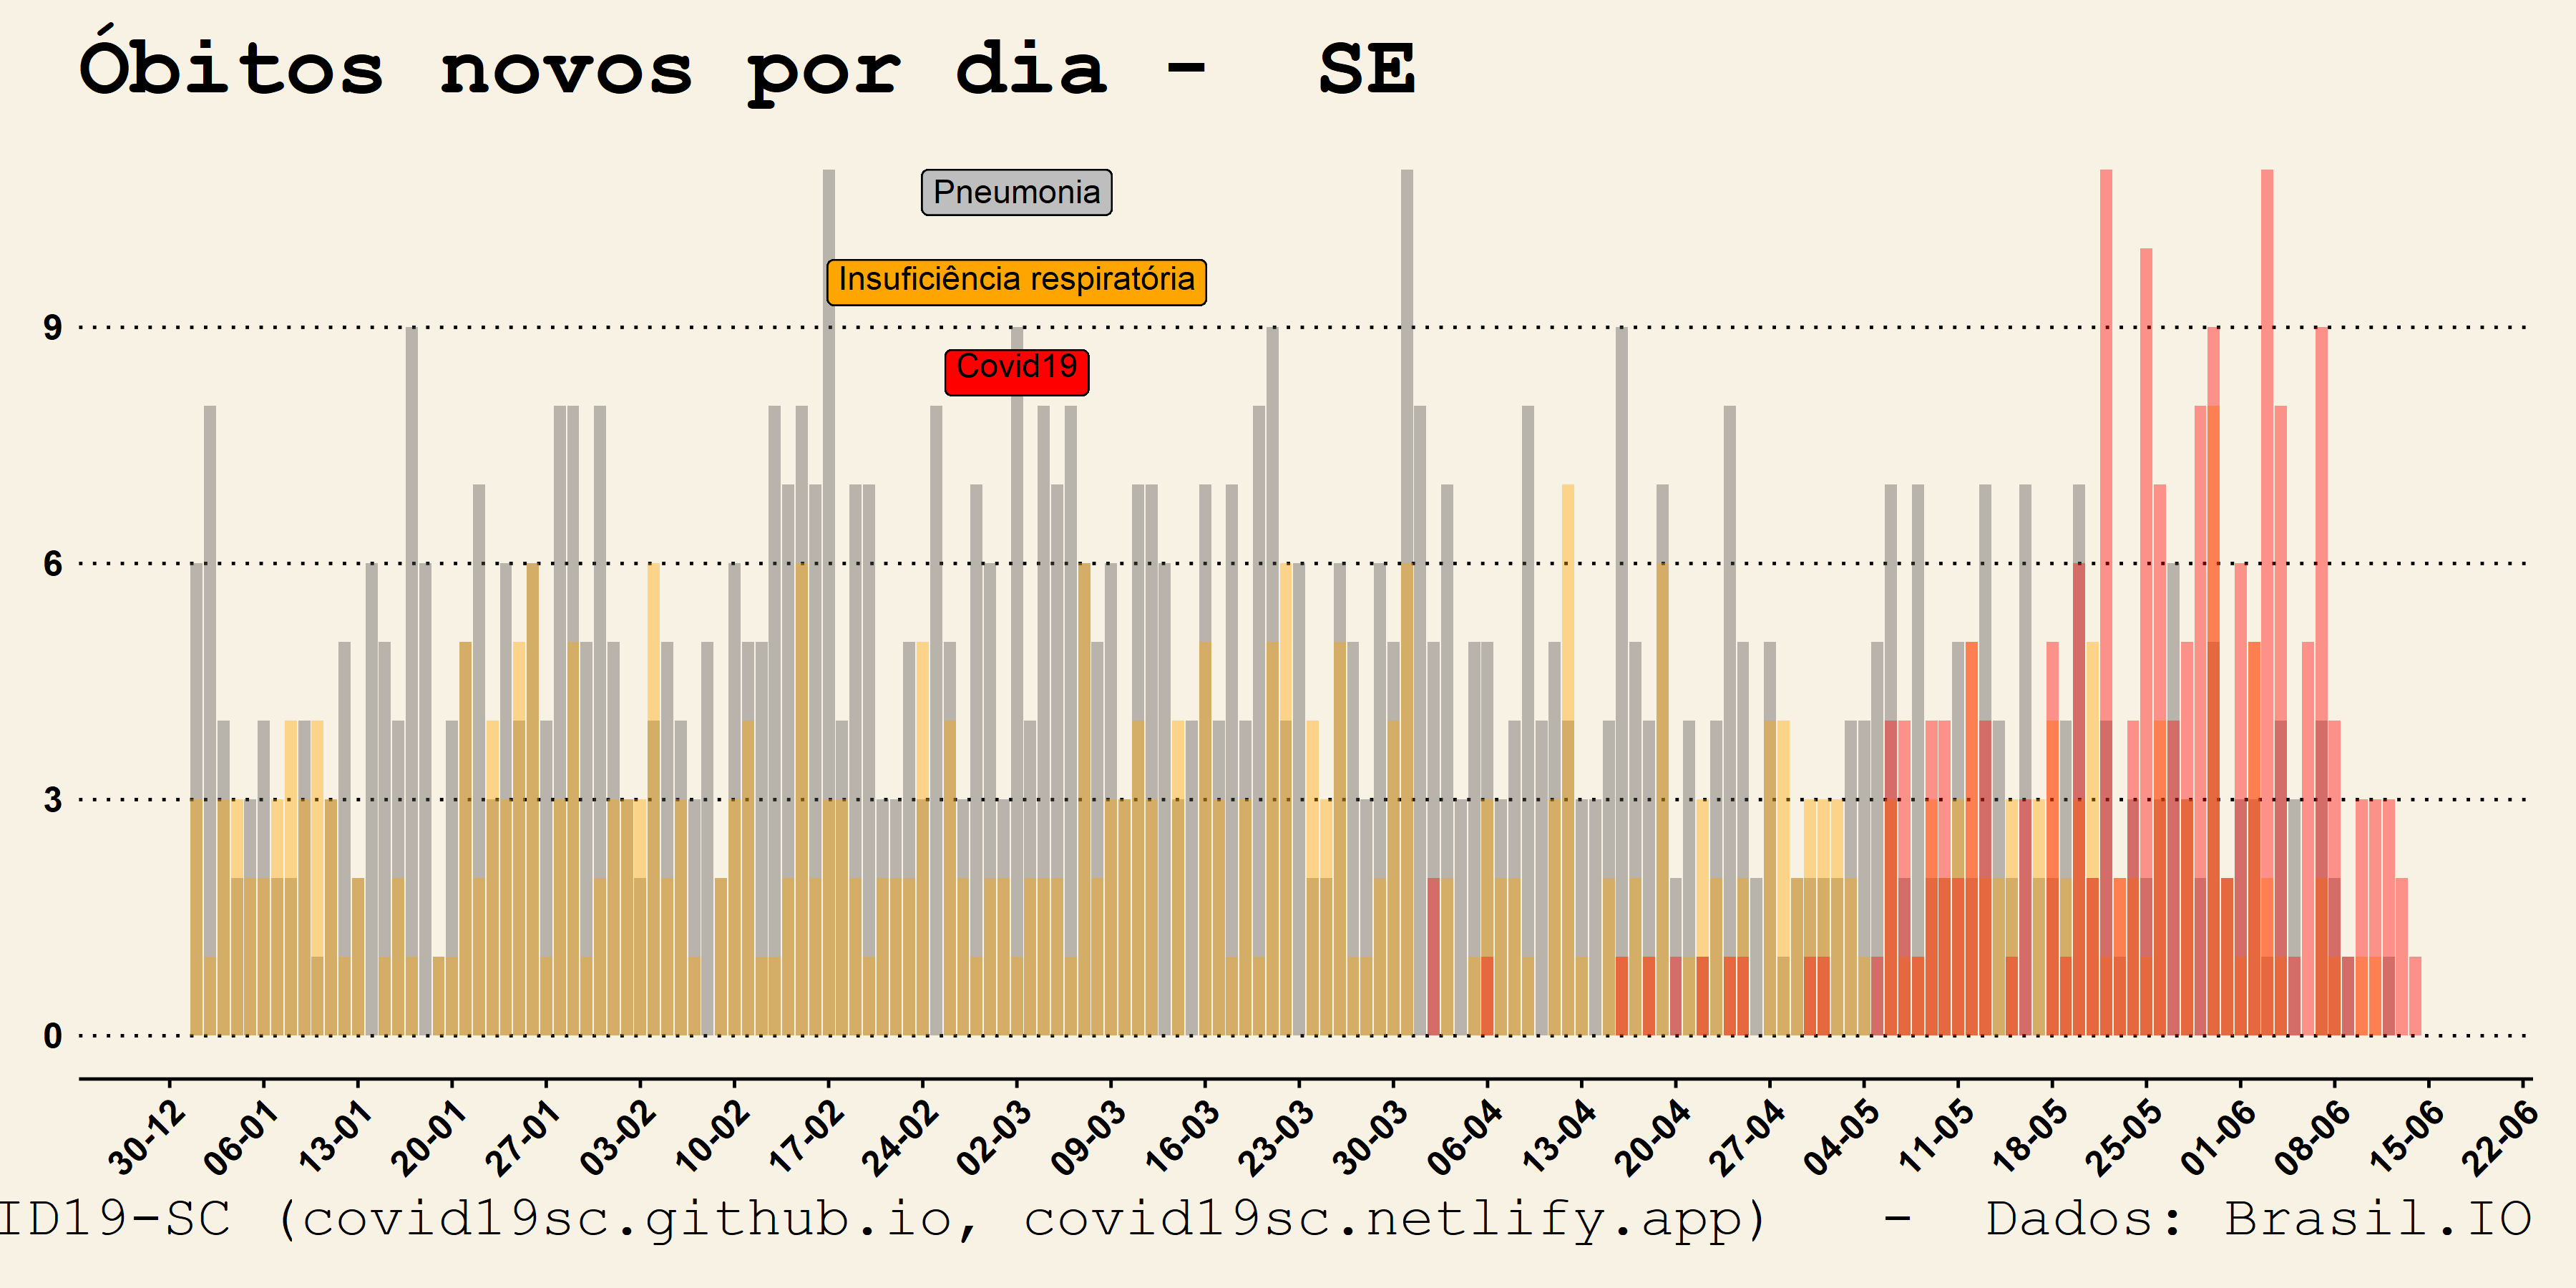 Óbitos novos por dia - SE
Pneumonia
Insuficiência respiratória
Covid19
9
6
3
0
30-12 06-01 13-01 20-01 27-01 03-02 10-02 17-02 24-02 02-03 09-03 16-03 23-03 30-03 06-04 13-04 20-04 27-04 04-05 11-05 18-05 25-05 01-06 08-06 15-06 22-06
ID19-SC (covid19sc.github.io, covid19sc.netlify.app) - Dados: Brasil.IO